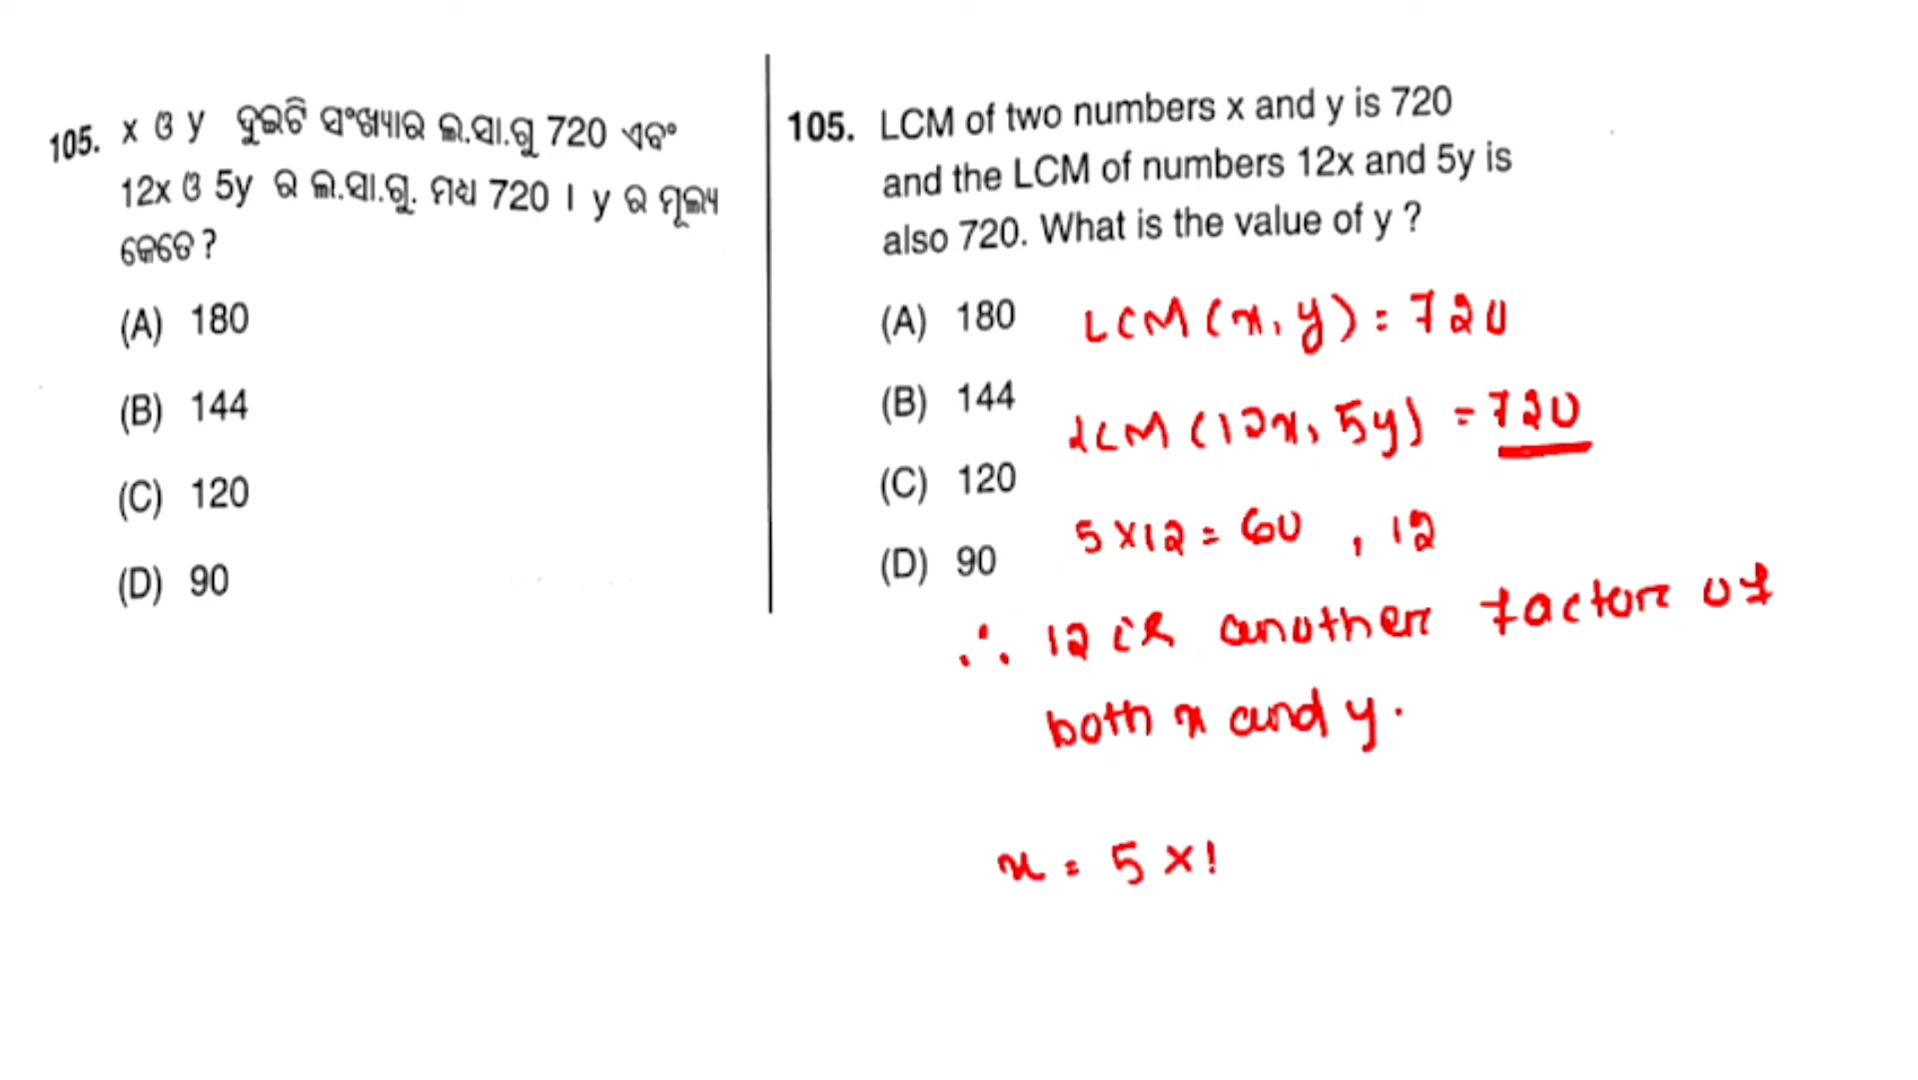 105. x ଓ y ଦୁଇଟି ସଂଖ୍ୟାର ଲ.ସା.ଗୁ 720 ଏବଂ
12x ଓ 5y ର ଲ.ସା.ଗୁ. ମଧ୍ୟ 720 । y ର ମୂଲ୍ୟ
କେତେ ?
(A) 180
(B) 144
(C) 120
(D) 90
105. LCM of two numbers x and y is 720
and the LCM of numbers 12x and 5y is
also 720. What is the value of y ?
(A) 180
(B) 144
(C) 120
(D) 90
LCM (x, y) = 720
LCM (12x, 5y) = 720
5 x 12 = 60 , 12
∴ 12 is another factor of
both x and y.
x = 5 x 1